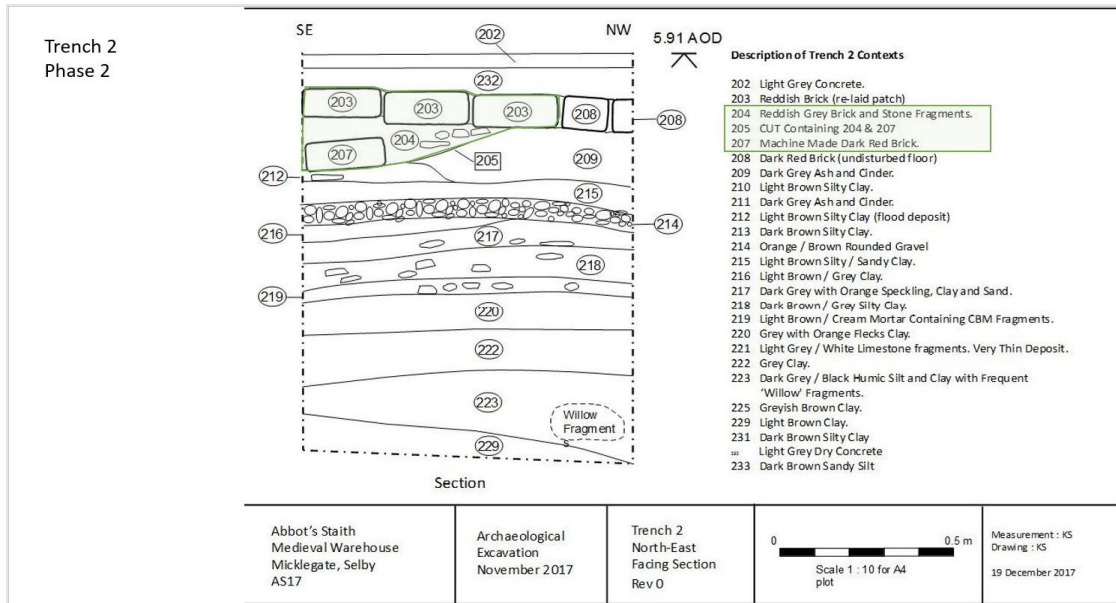 Trench 2
Phase 2
SE
NW
202
5.91 AOD
232
203
203
203
208
208
204
207
205
209
212
215
214
216
217
218
219
220
222
223
Willow
Fragment
s
229
Section
Description of Trench 2 Contexts
202 Light Grey Concrete.
203 Reddish Brick (re-laid patch)
204 Reddish Grey Brick and Stone Fragments.
205 CUT Containing 204 & 207
207 Machine Made Dark Red Brick.
208 Dark Red Brick (undisturbed floor)
209 Dark Grey Ash and Cinder.
210 Light Brown Silty Clay.
211 Dark Grey Ash and Cinder.
212 Light Brown Silty Clay (flood deposit)
213 Dark Brown Silty Clay.
214 Orange / Brown Rounded Gravel
215 Light Brown Silty / Sandy Clay.
216 Light Brown / Grey Clay.
217 Dark Grey with Orange Speckling, Clay and Sand.
218 Dark Brown / Grey Silty Clay.
219 Light Brown / Cream Mortar Containing CBM Fragments.
220 Grey with Orange Flecks Clay.
221 Light Grey / White Limestone fragments. Very Thin Deposit.
222 Grey Clay.
223 Dark Grey / Black Humic Silt and Clay with Frequent
‘Willow' Fragments.
225 Greyish Brown Clay.
229 Light Brown Clay.
231 Dark Brown Silty Clay
Light Grey Dry Concrete
233 Dark Brown Sandy Silt
Abbot’s Staith
Medieval Warehouse
Micklegate, Selby
AS17
Archaeological
Excavation
November 2017
Trench 2
North-East
Facing Section
Rev 0
0
0.5 m
Scale 1 : 10 for A4
plot
Measurement : KS
Drawing : KS
19 December 2017